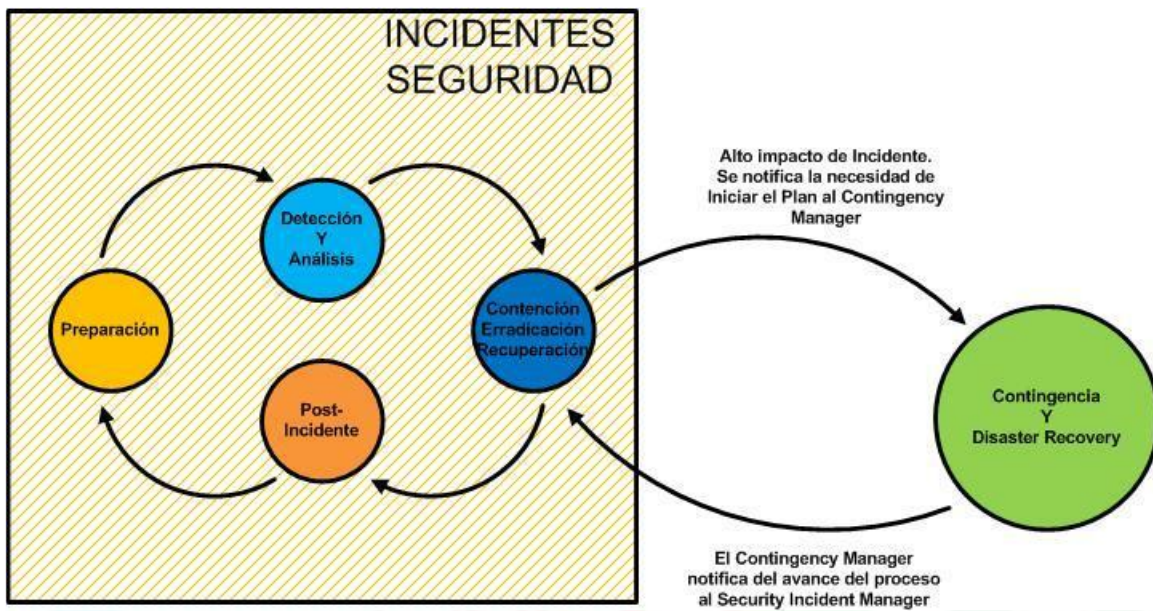 INCIDENTES
SEGURIDAD
Alto impacto de Incidente.
Se notifica la necesidad de
Iniciar el Plan al Contingency
Manager
Detección
Y
Análisis
Preparación
Contención
Erradicación
Recuperación
Post-
Incidente
Contingencia
Y
Disaster Recovery
El Contingency Manager
notifica del avance del proceso
al Security Incident Manager